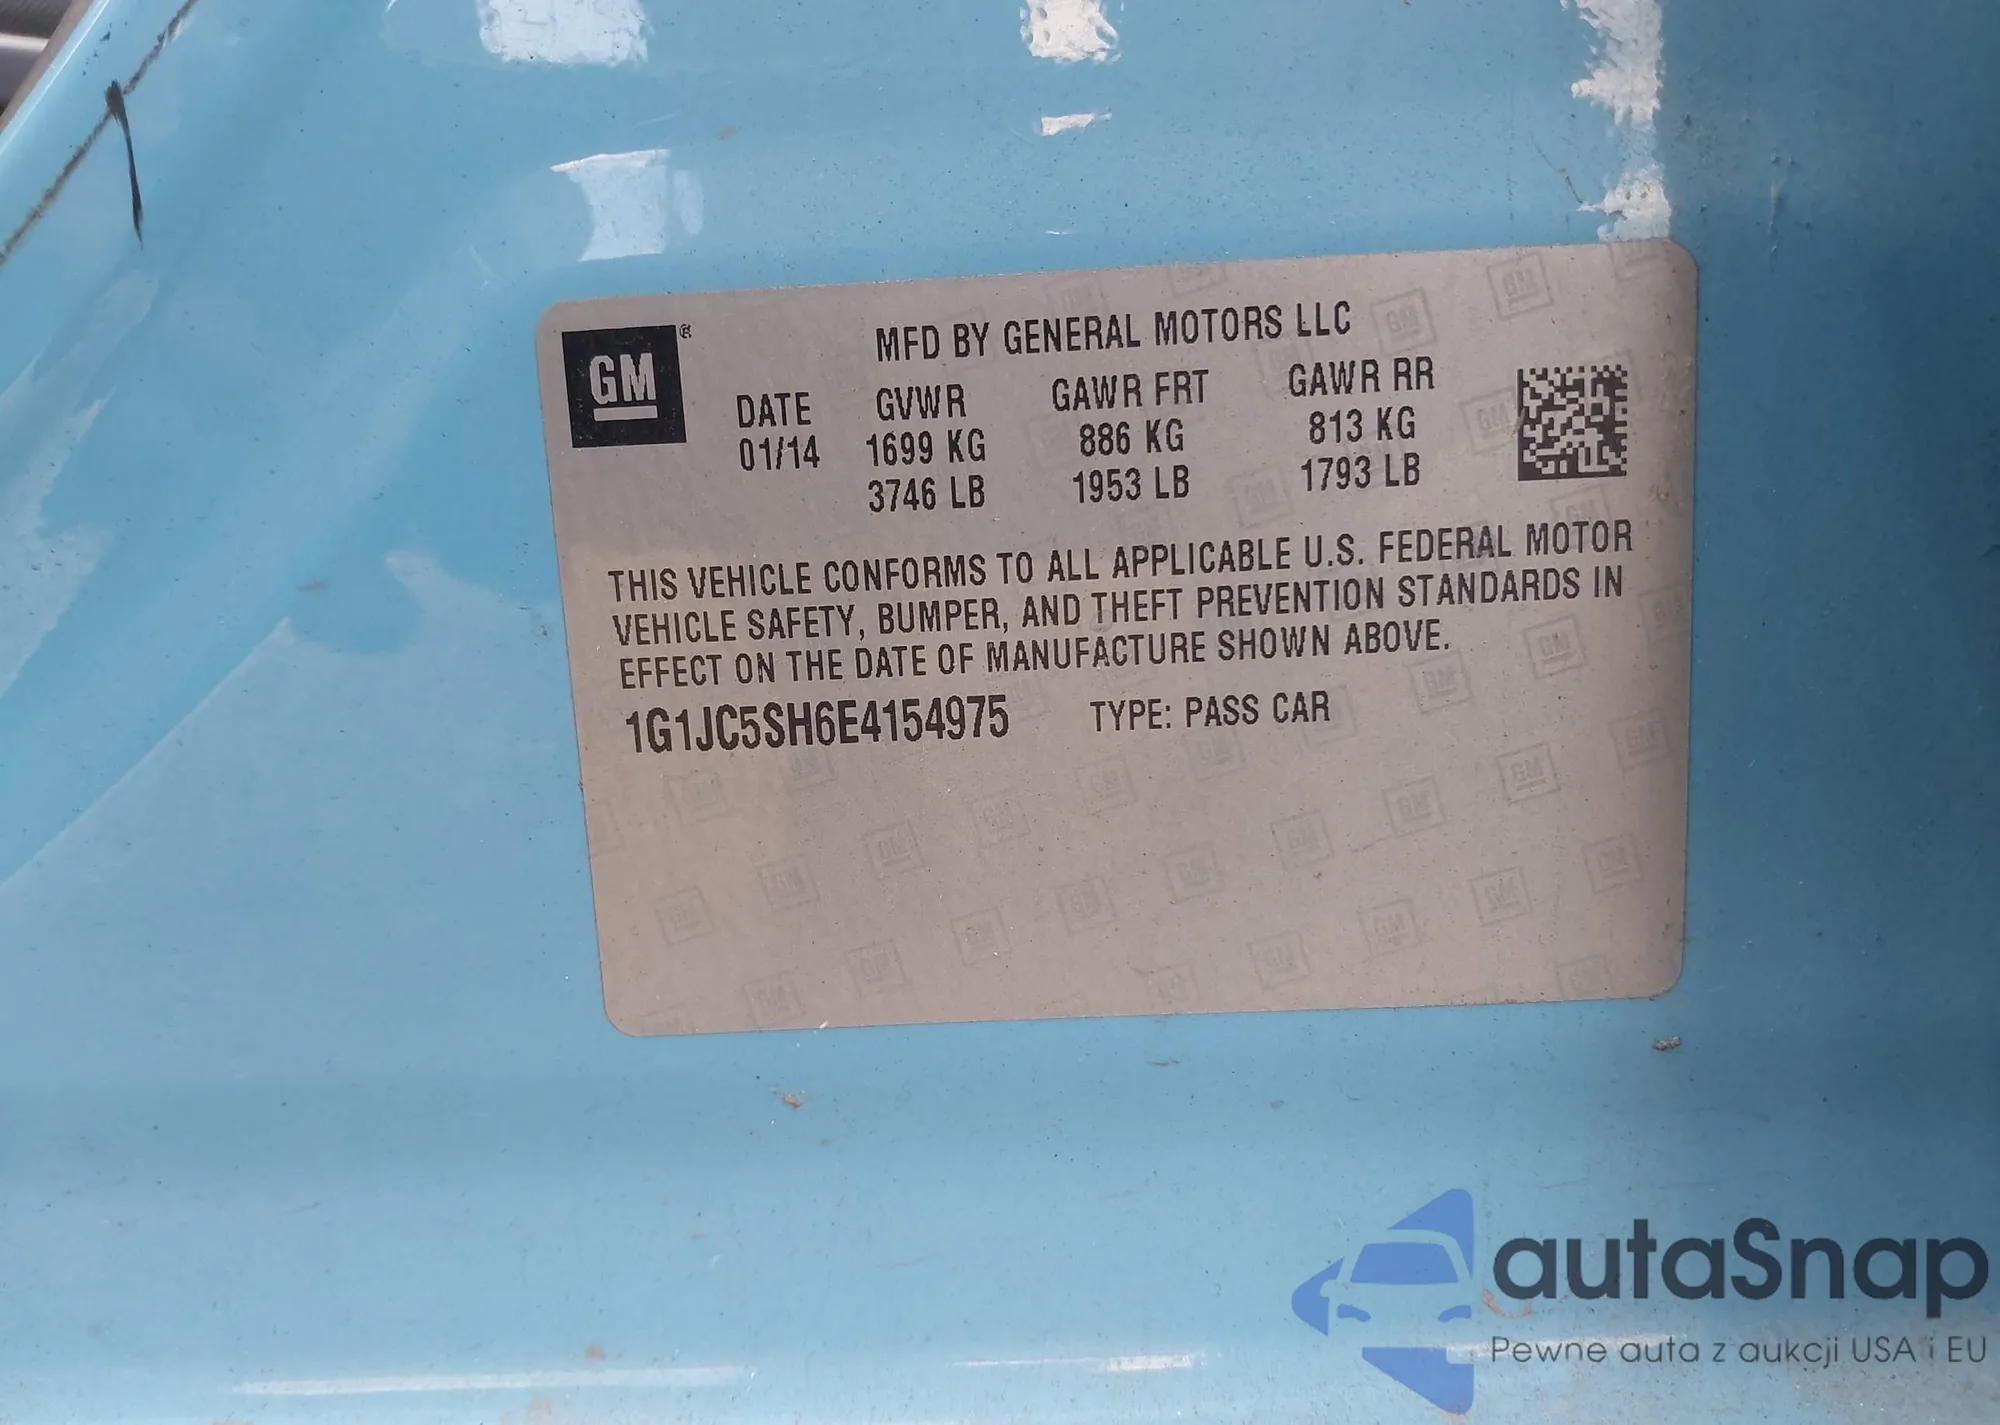 GM®
MFD BY GENERAL MOTORS LLC
DATE GVWR GAWR FRT GAWR RR
01/14 1699 KG 886 KG 813 KG
3746 LB 1953 LB 1793 LB
THIS VEHICLE CONFORMS TO ALL APPLICABLE U.S. FEDERAL MOTOR
VEHICLE SAFETY, BUMPER, AND THEFT PREVENTION STANDARDS IN
EFFECT ON THE DATE OF MANUFACTURE SHOWN ABOVE.
1G1JC5SH6E4154975 TYPE: PASS CAR
autaSnap
Pewne auta z aukcji USA i EU